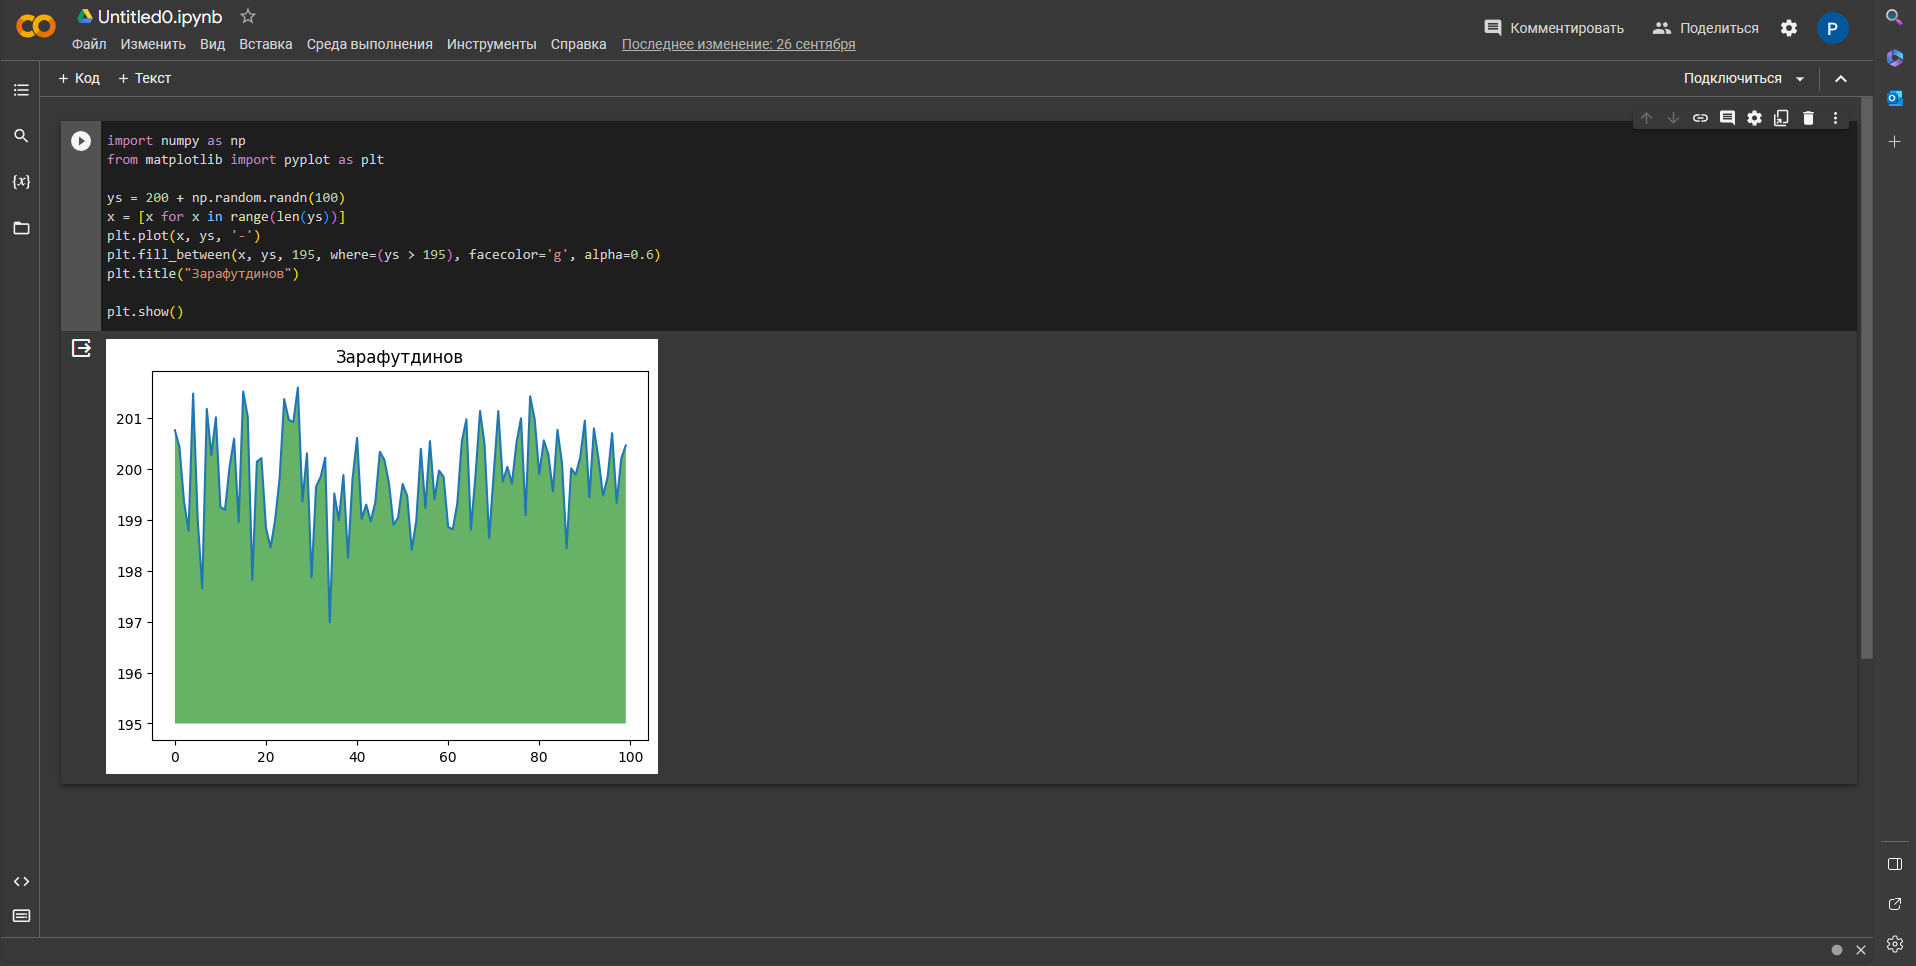 Untitled0.ipynb
Файл Изменить Вид Вставка Среда выполнения Инструменты Справка Последнее изменение: 26 сентября
Комментировать Поделиться P
+ Код + Текст Подключиться
{x}
import numpy as np
from matplotlib import pyplot as plt
ys = 200 + np.random.randn(100)
x = [x for x in range(len(ys))]
plt.plot(x, ys, '-')
plt.fill_between(x, ys, 195, where=(ys > 195), facecolor='g', alpha=0.6)
plt.title("Зарафутдинов")
plt.show()
Зарафутдинов
201
200
199
198
197
196
195
0 20 40 60 80 100